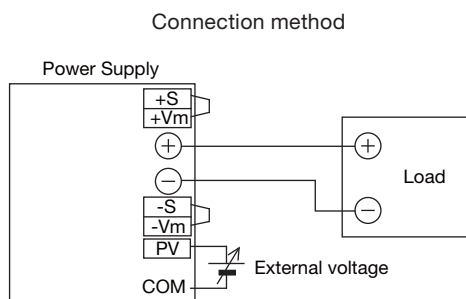 Connection method
Power Supply
+S
+Vm
+
+
Load
−
−
-S
-Vm
PV
External voltage
COM